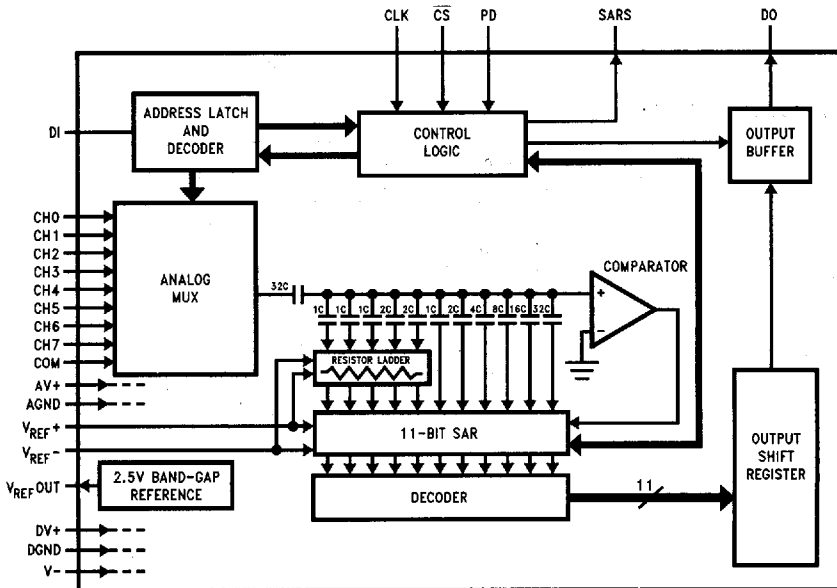 CLK CS PD SARS DO
DI
ADDRESS LATCH
AND
DECODER
CONTROL
LOGIC
OUTPUT
BUFFER
CH0
CH1
CH2
CH3
CH4
CH5
CH6
CH7
COM
ANALOG
MUX
32C
1C 1C 1C 2C 2C 1C 2C 4C 8C 16C 32C
COMPARATOR
+
−
RESISTOR LADDER
AV+
AGND
VREF+
VREF-
11-BIT SAR
OUTPUT
SHIFT
REGISTER
VREFOUT
2.5V BAND-GAP
REFERENCE
DECODER
11
DV+
DGND
V-